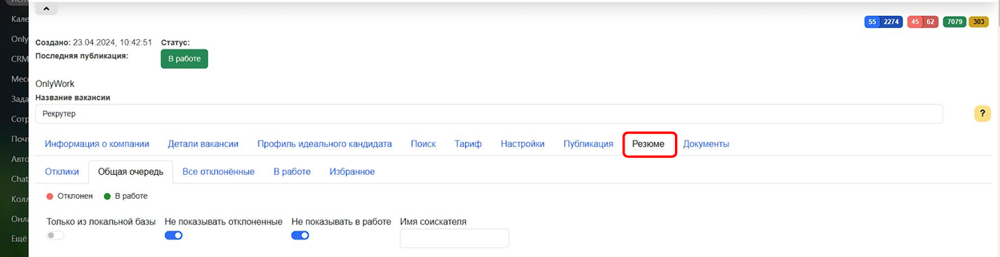 55 2274 45 62 7079 303
Создано: 23.04.2024, 10:42:51 Статус:
Последняя публикация: В работе
OnlyWork
Название вакансии
Рекрутер ?
Информация о компании Детали вакансии Профиль идеального кандидата Поиск Тариф Настройки Публикация Резюме Документы
Отклики Общая очередь Все отклонённые В работе Избранное
Отклонен В работе
Только из локальной базы Не показывать отклоненные Не показывать в работе Имя соискателя
Кале
Only
CRM
Месс
Зада
Сотр
Почт
Авто
Chat
Колл
Онла
Ещё